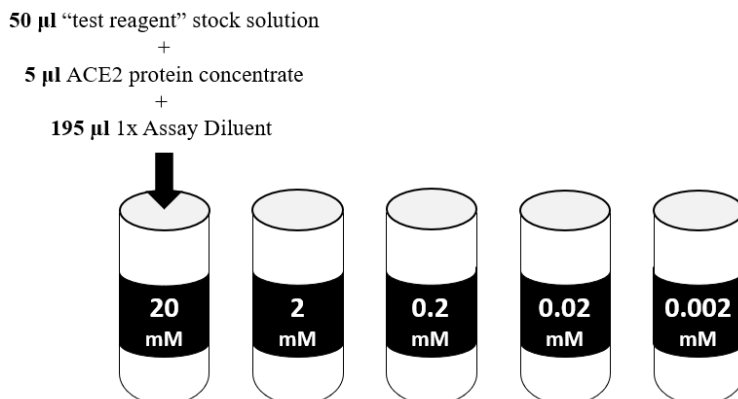 50 µl “test reagent” stock solution
+
5 µl ACE2 protein concentrate
+
195 µl 1x Assay Diluent
20
mM
2
mM
0.2
mM
0.02
mM
0.002
mM